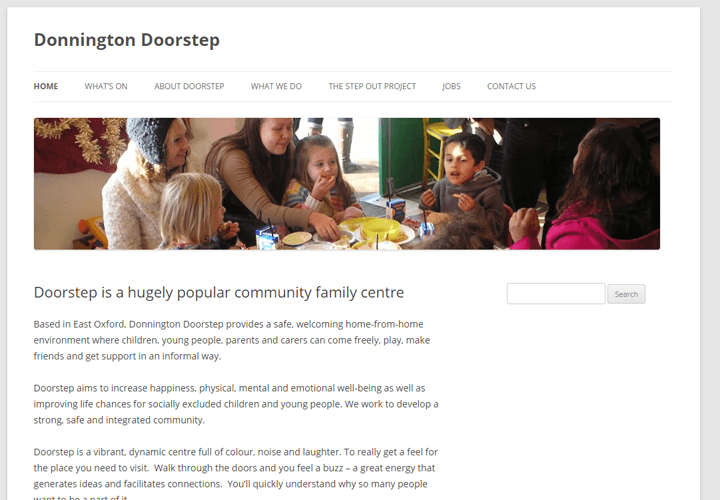 Donnington Doorstep
HOME WHAT'S ON ABOUT DOORSTEP WHAT WE DO THE STEP OUT PROJECT JOBS CONTACT US
Doorstep is a hugely popular community family centre
Search
Based in East Oxford, Donnington Doorstep provides a safe, welcoming home-from-home
environment where children, young people, parents and carers can come freely, play, make
friends and get support in an informal way.
Doorstep aims to increase happiness, physical, mental and emotional well-being as well as
improving life chances for socially excluded children and young people. We work to develop a
strong, safe and integrated community.
Doorstep is a vibrant, dynamic centre full of colour, noise and laughter. To really get a feel for
the place you need to visit.  Walk through the doors and you feel a buzz – a great energy that
generates ideas and facilitates connections.  You'll quickly understand why so many people
want to be a part of it.